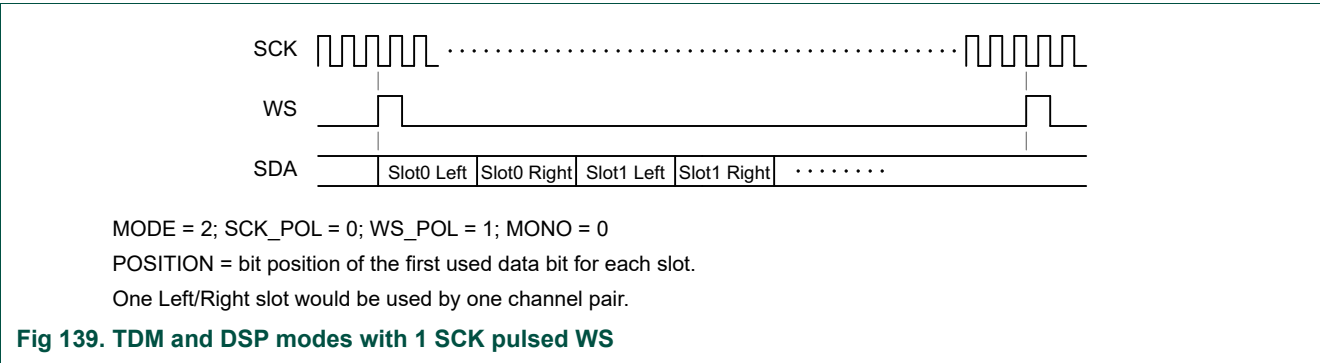 SCK
WS
SDA Slot0 Left Slot0 Right Slot1 Left Slot1 Right
MODE = 2; SCK_POL = 0; WS_POL = 1; MONO = 0
POSITION = bit position of the first used data bit for each slot.
One Left/Right slot would be used by one channel pair.
Fig 139. TDM and DSP modes with 1 SCK pulsed WS